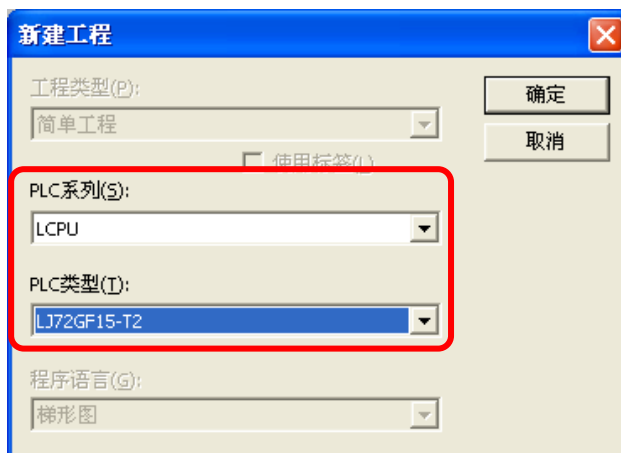 新建工程
工程类型(P):
确定
简单工程
取消
使用标签(L)
PLC系列(S):
LCPU
PLC类型(T):
LJ72GF15-T2
程序语言(G):
梯形图